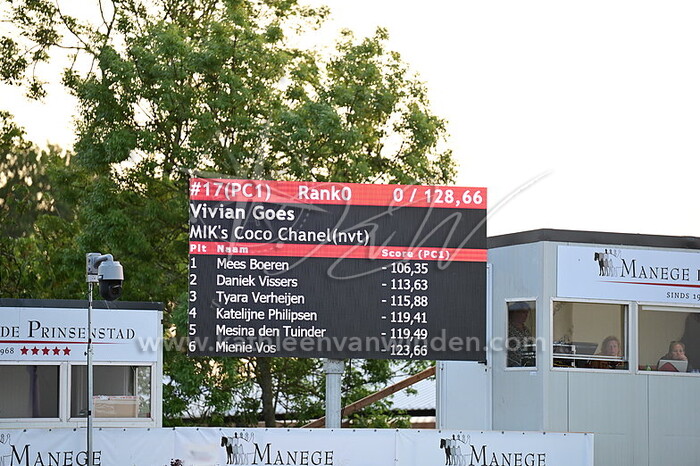 #17(PC1) Rank0 0 / 128,66
Vivian Goes
MIK's Coco Chanel(nvt)
Plt Naam Score (PC1)
1 Mees Boeren - 106,35
2 Daniek Vissers - 113,63
3 Tyara Verheijen - 115,88
4 Katelijne Philipsen - 119,41
5 Mesina den Tuinder - 119,49
6 Mienie Vos 123,66
Manege
sinds
de Prinsenstad
1968
Manege
Manege
Manege